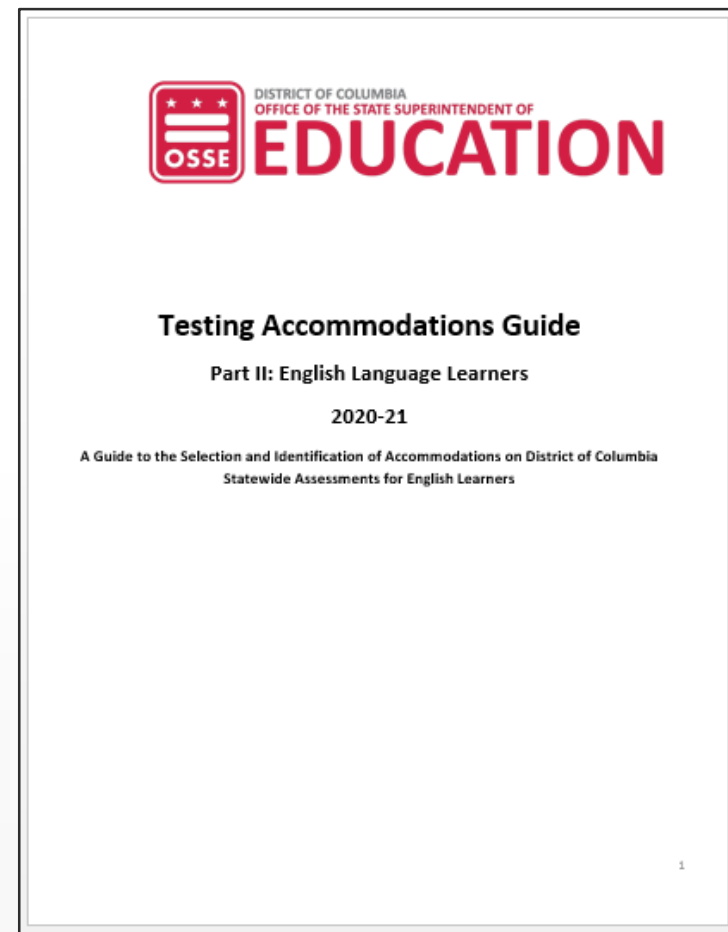 DISTRICT OF COLUMBIA
OFFICE OF THE STATE SUPERINTENDENT OF
OSSE
EDUCATION
Testing Accommodations Guide
Part II: English Language Learners
2020-21
A Guide to the Selection and Identification of Accommodations on District of Columbia
Statewide Assessments for English Learners
1